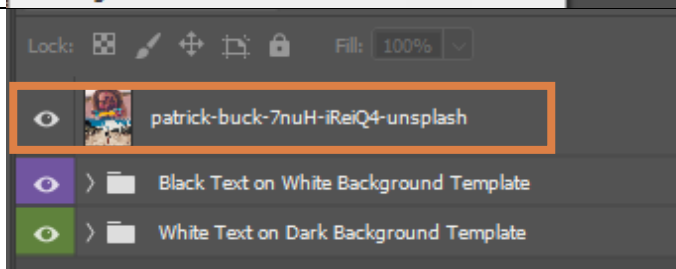 Lock: Fill: 100%
patrick-buck-7nuH-iReiQ4-unsplash
Black Text on White Background Template
White Text on Dark Background Template